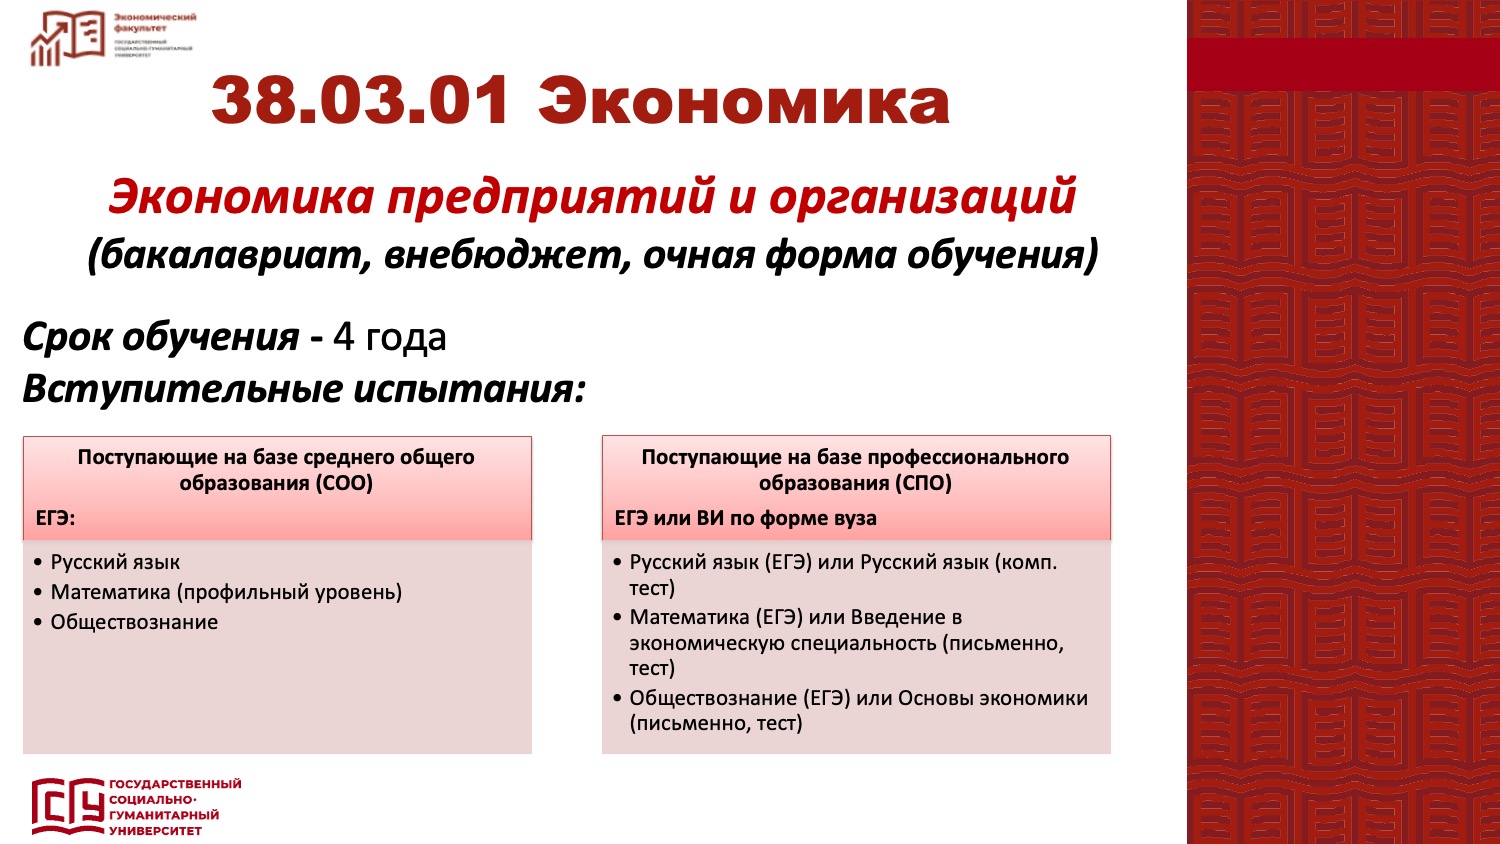 Экономический
факультет
ГОСУДАРСТВЕННЫЙ
СОЦИАЛЬНО-ГУМАНИТАРНЫЙ
УНИВЕРСИТЕТ
38.03.01 Экономика
Экономика предприятий и организаций
(бакалавриат, внебюджет, очная форма обучения)
Срок обучения - 4 года
Вступительные испытания:
Поступающие на базе среднего общего
образования (СОО)
ЕГЭ:
• Русский язык
• Математика (профильный уровень)
• Обществознание
Поступающие на базе профессионального
образования (СПО)
ЕГЭ или ВИ по форме вуза
• Русский язык (ЕГЭ) или Русский язык (комп.
тест)
• Математика (ЕГЭ) или Введение в
экономическую специальность (письменно,
тест)
• Обществознание (ЕГЭ) или Основы экономики
(письменно, тест)
ГСГУ
ГОСУДАРСТВЕННЫЙ
СОЦИАЛЬНО-
ГУМАНИТАРНЫЙ
УНИВЕРСИТЕТ